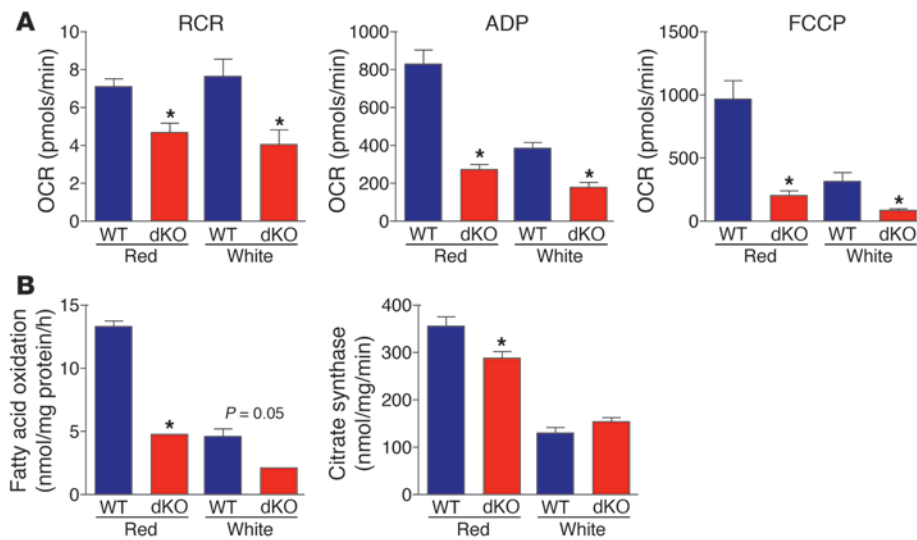 A
RCR
ADP
FCCP
OCR (pmols/min)
10
8
6
4
2
0
*
*
WT dKO WT dKO
Red White
OCR (pmols/min)
1000
800
600
400
200
0
*
*
WT dKO WT dKO
Red White
OCR (pmols/min)
1500
1000
500
0
*
*
WT dKO WT dKO
Red White
B
Fatty acid oxidation
(nmol/mg protein/h)
15
10
5
0
*
P = 0.05
WT dKO WT dKO
Red White
Citrate synthase
(nmol/mg/min)
400
300
200
100
0
*
WT dKO WT dKO
Red White